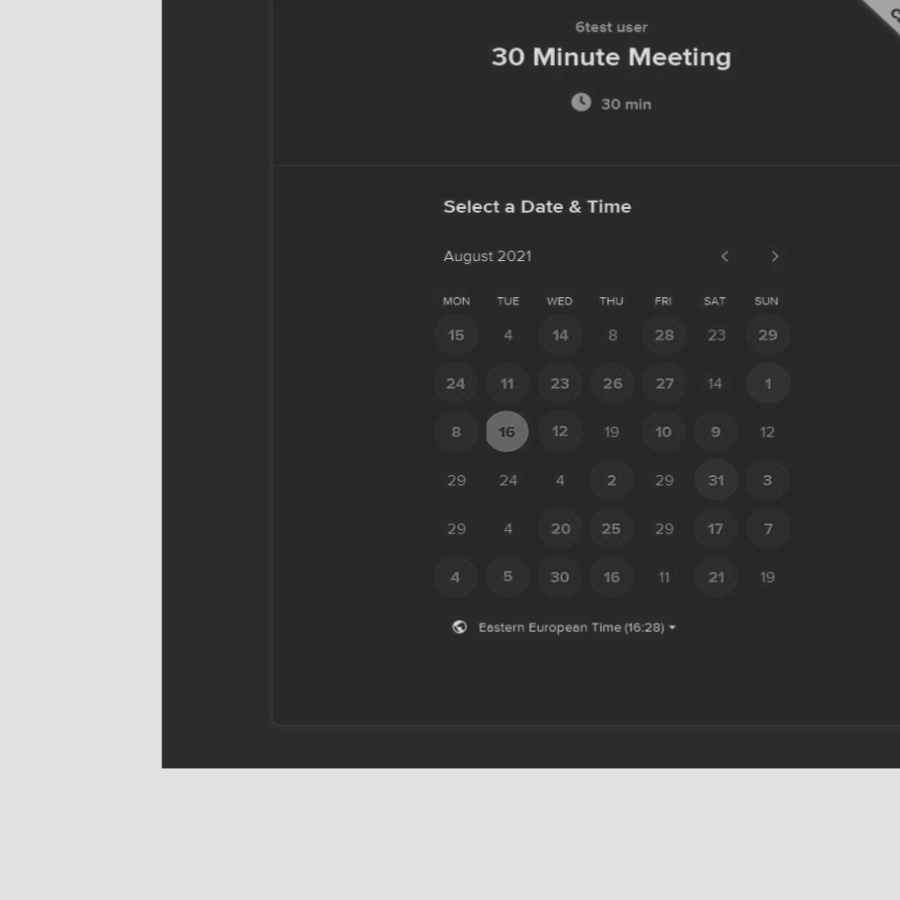 6test user
30 Minute Meeting
30 min
Select a Date & Time
August 2021
MON TUE WED THU FRI SAT SUN
15 4 14 8 28 23 29
24 11 23 26 27 14 1
8 16 12 19 10 9 12
29 24 4 2 29 31 3
29 4 20 25 29 17 7
4 5 30 16 11 21 19
Eastern European Time (16:28)